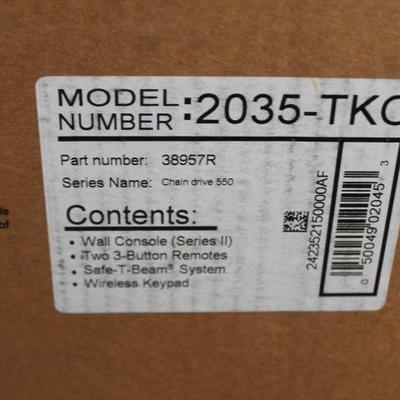 MODEL NUMBER: 2035-TKC
Part number: 38957R
Series Name: Chain drive 550
Contents:
• Wall Console (Series II)
• Two 3-Button Remotes
• Safe-T-Beam® System
• Wireless Keypad
242352150000AF
0 50049 02045 3
of